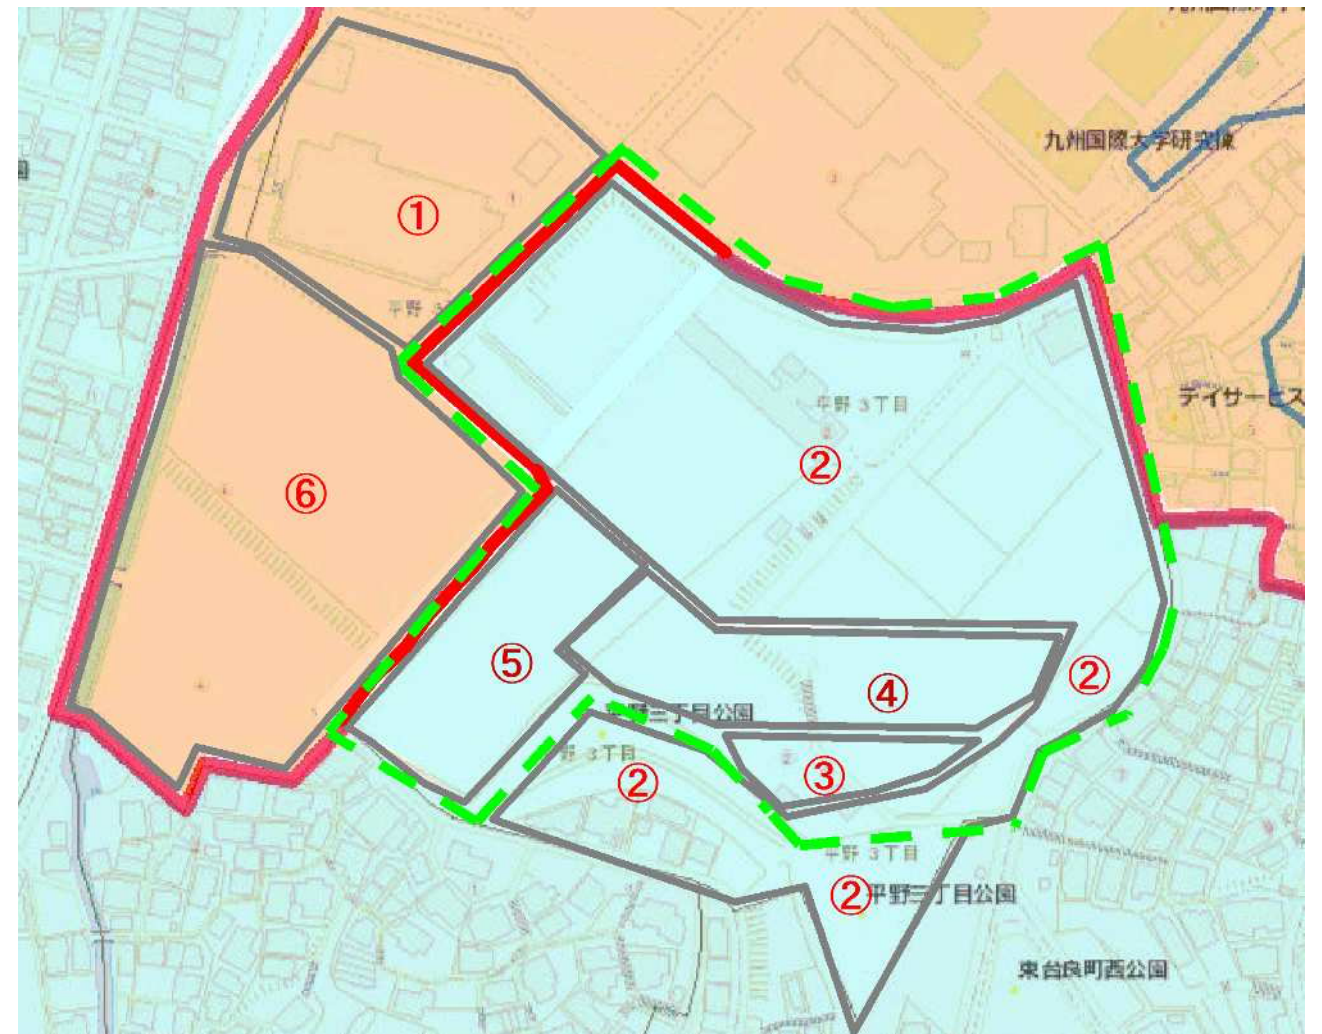 九州国際大学研究棟
①
平野 3
デイサービス
平野 3丁目
②
⑥
⑤
②
④
平野三丁目公園
野 3丁目
③
②
平野 3丁目
②
平野三丁目公園
東台良町西公園
園